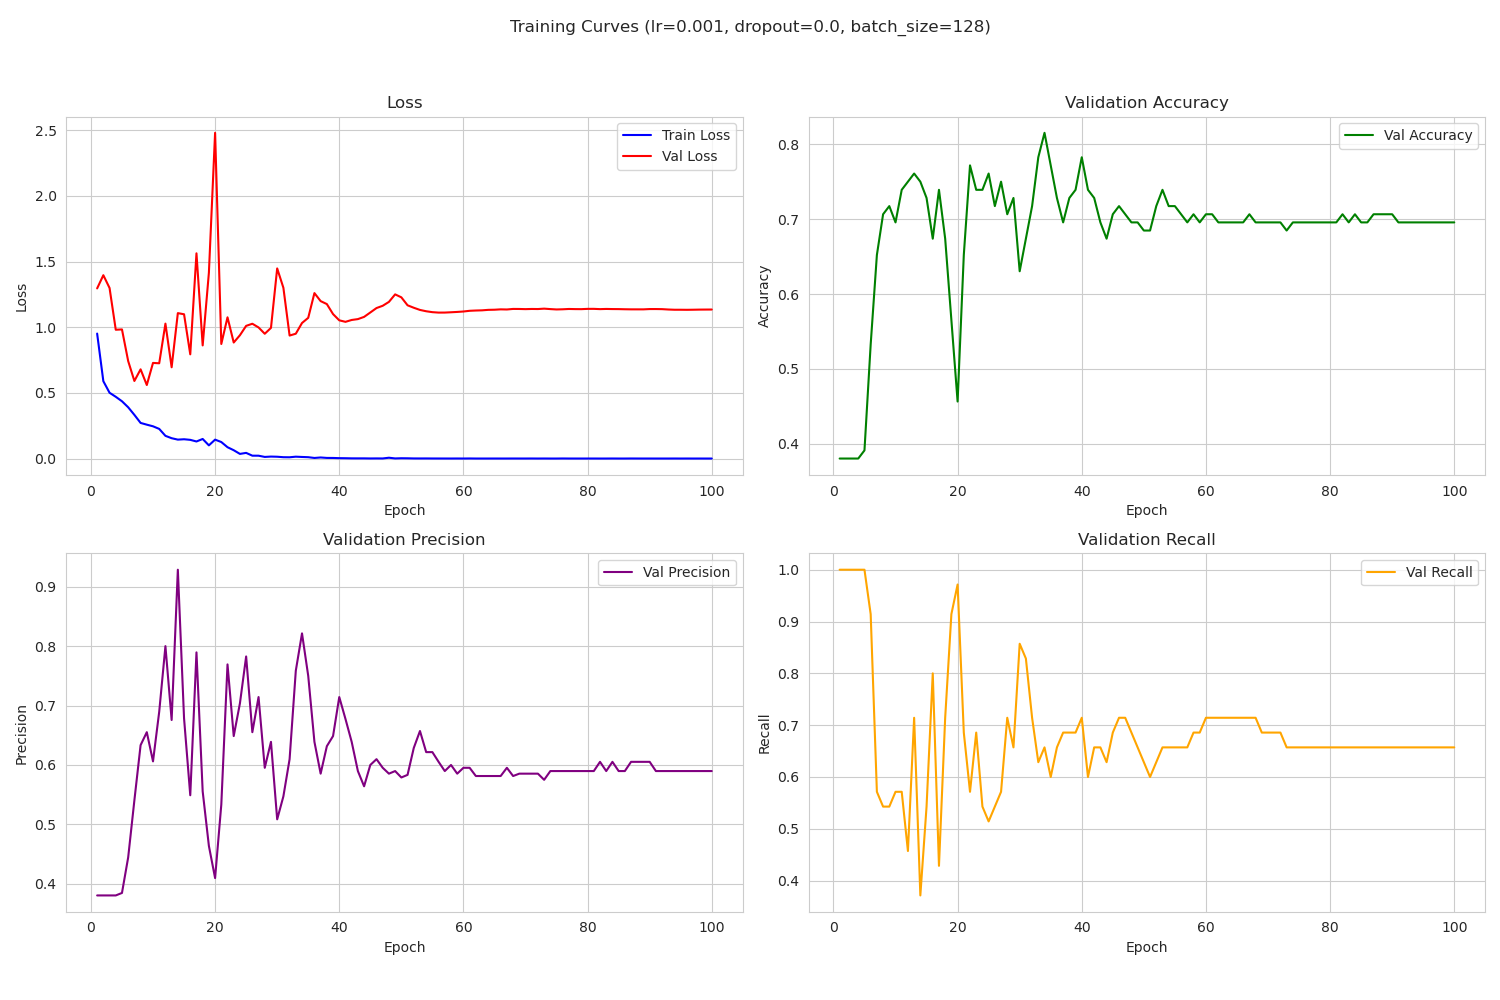 Training Curves (lr=0.001, dropout=0.0, batch_size=128)
Loss
Train Loss
Val Loss
2.5
2.0
1.5
1.0
0.5
0.0
Loss
0 20 40 60 80 100
Epoch
Validation Accuracy
Val Accuracy
0.8
0.7
0.6
0.5
0.4
Accuracy
0 20 40 60 80 100
Epoch
Validation Precision
Val Precision
0.9
0.8
0.7
0.6
0.5
0.4
Precision
0 20 40 60 80 100
Epoch
Validation Recall
Val Recall
1.0
0.9
0.8
0.7
0.6
0.5
0.4
Recall
0 20 40 60 80 100
Epoch